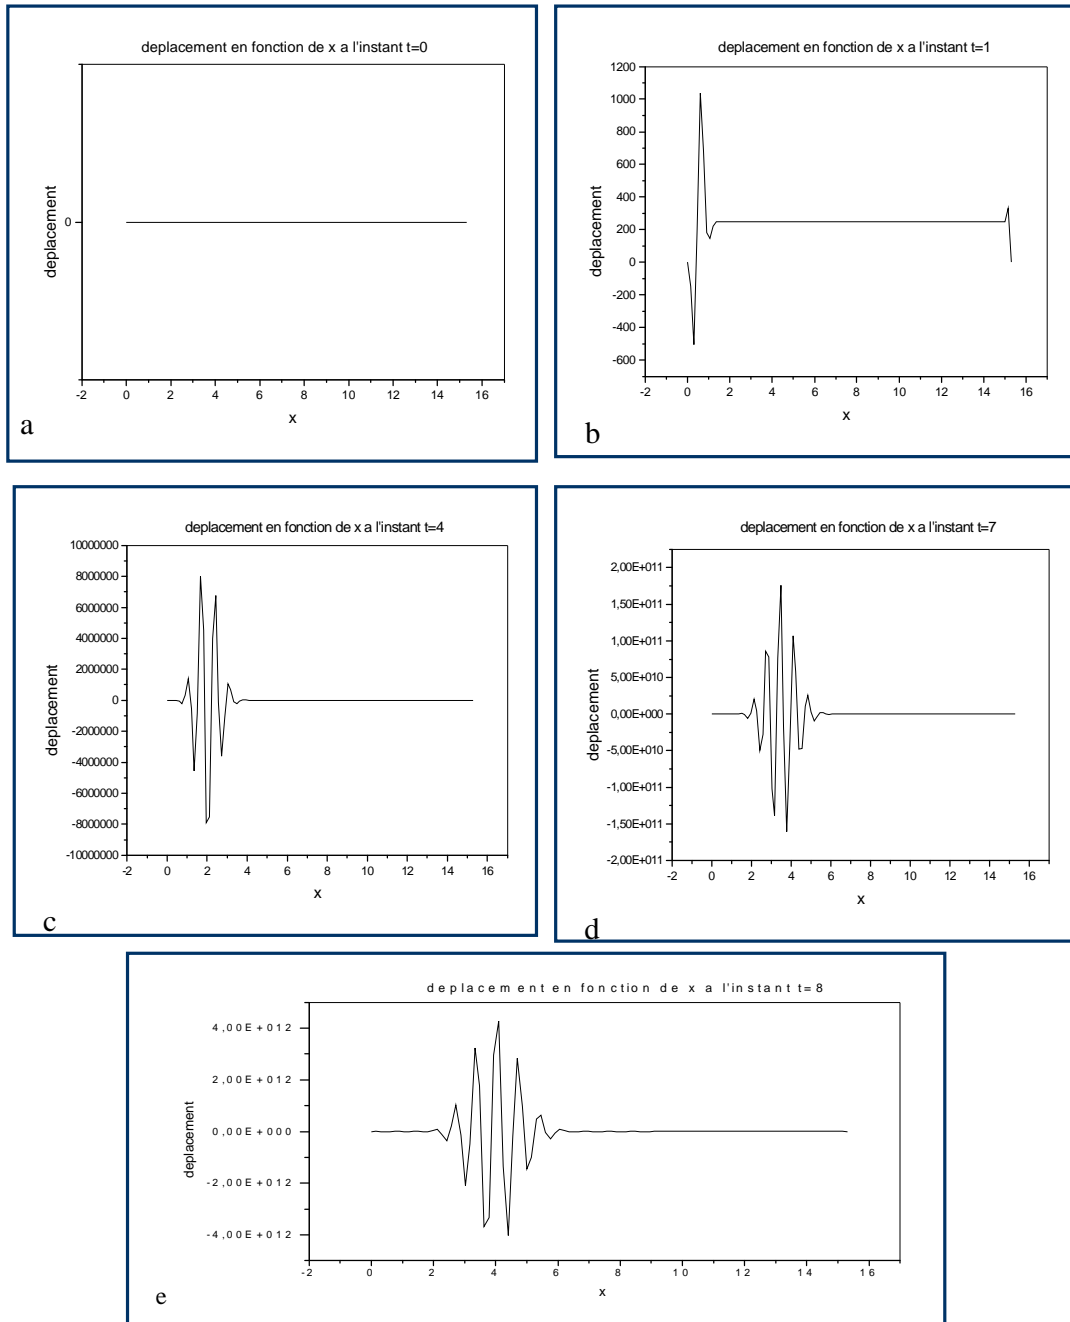 deplacement en fonction de x a l'instant t=0
deplacement
0
-2 0 2 4 6 8 10 12 14 16
x
a
deplacement en fonction de x a l'instant t=1
deplacement
1200
1000
800
600
400
200
0
-200
-400
-600
-2 0 2 4 6 8 10 12 14 16
x
b
deplacement en fonction de x a l'instant t=4
deplacement
10000000
8000000
6000000
4000000
2000000
0
-2000000
-4000000
-6000000
-8000000
-10000000
-2 0 2 4 6 8 10 12 14 16
x
c
deplacement en fonction de x a l'instant t=7
deplacement
2,00E+011
1,50E+011
1,00E+011
5,00E+010
0,00E+000
-5,00E+010
-1,00E+011
-1,50E+011
-2,00E+011
-2 0 2 4 6 8 10 12 14 16
x
d
deplacement en fonction de x a l'instant t=8
deplacement
4,00E+012
2,00E+012
0,00E+000
-2,00E+012
-4,00E+012
-2 0 2 4 6 8 10 12 14 16
x
e